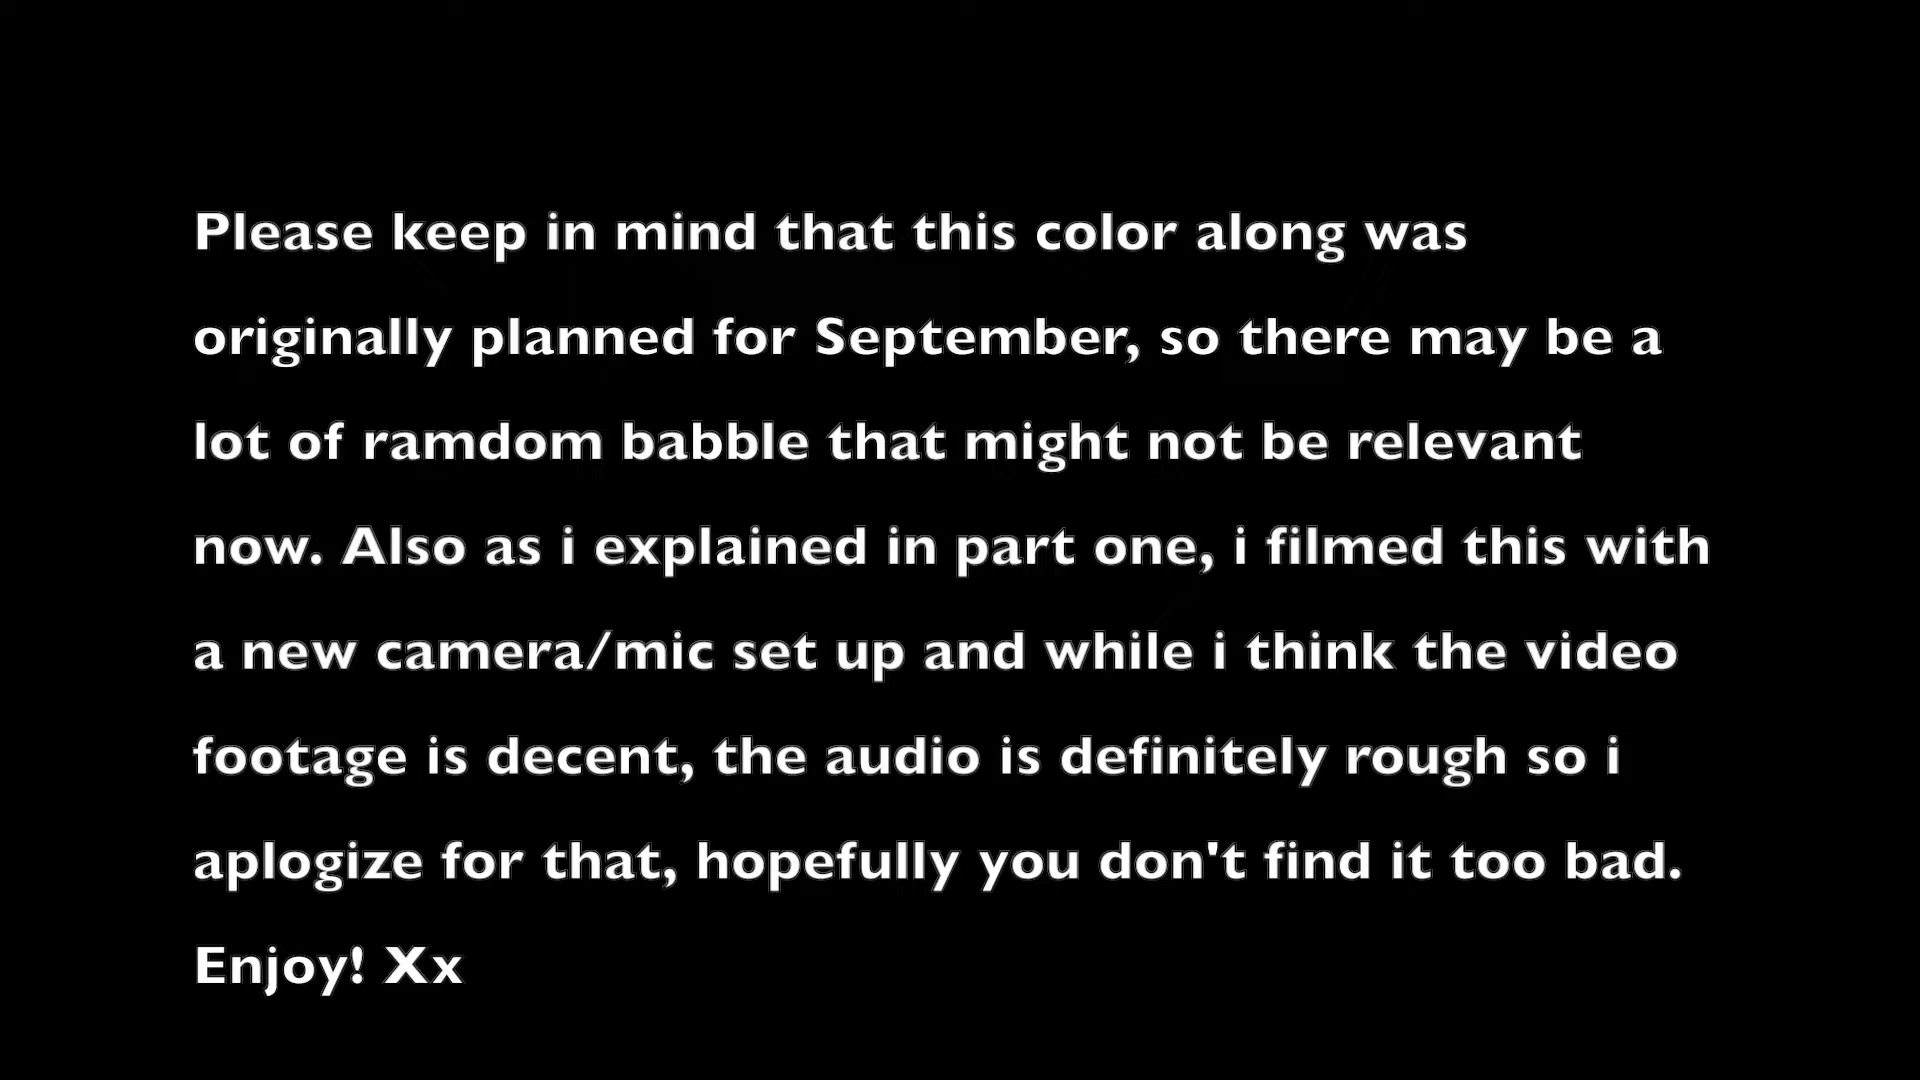 Please keep in mind that this color along was
originally planned for September, so there may be a
lot of ramdom babble that might not be relevant
now. Also as i explained in part one, i filmed this with
a new camera/mic set up and while i think the video
footage is decent, the audio is definitely rough so i
aplogize for that, hopefully you don't find it too bad.
Enjoy! Xx